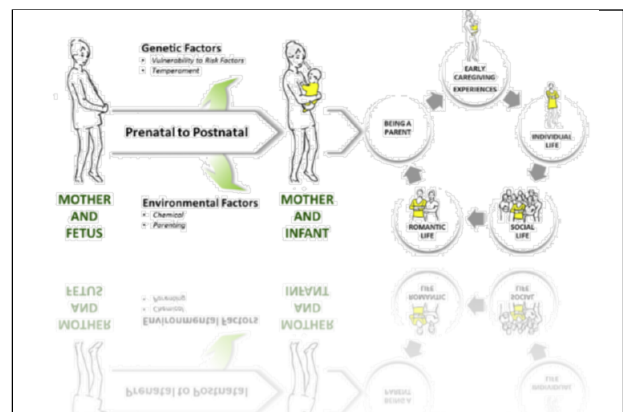 Genetic Factors
• Vulnerability to Risk Factors
• Temperament
Prenatal to Postnatal
Environmental Factors
• Chemical
• Parenting
MOTHER
AND
FETUS
MOTHER
AND
INFANT
EARLY
CAREGIVING
EXPERIENCES
INDIVIDUAL
LIFE
SOCIAL
LIFE
ROMANTIC
LIFE
BEING A
PARENT